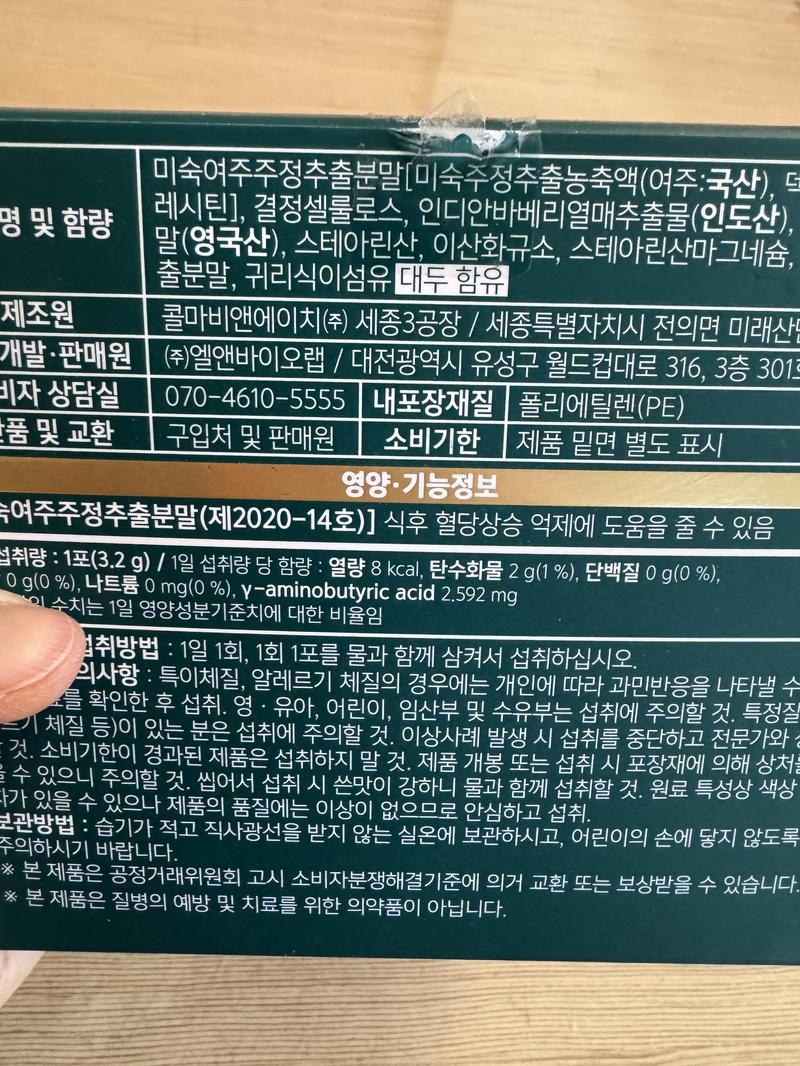 미숙여주주정추출분말[미숙주정추출농축액(여주:국산),
명 및 함량
레시틴], 결정셀룰로스, 인디안바베리열매추출물(인도산),
말(영국산), 스테아린산, 이산화규소, 스테아린산마그네슘,
출분말, 귀리식이섬유 대두 함유
제조원 콜마비앤에이치㈜ 세종3공장 / 세종특별자치시 전의면 미래산단
개발·판매원 ㈜엘앤바이오랩 / 대전광역시 유성구 월드컵대로 316, 3층 301호
비자 상담실 070-4610-5555 내포장재질 폴리에틸렌(PE)
반품 및 교환 구입처 및 판매원 소비기한 제품 밑면 별도 표시
영양·기능정보
숙여주주정추출분말(제2020-14호)] 식후 혈당상승 억제에 도움을 줄 수 있음
섭취량 : 1포(3.2 g) / 1일 섭취량 당 함량 : 열량 8 kcal, 탄수화물 2 g(1 %), 단백질 0 g(0 %),
0 g(0 %), 나트륨 0 mg(0 %), γ-aminobutyric acid 2.592 mg
수치는 1일 영양성분기준치에 대한 비율임
섭취방법 : 1일 1회, 1회 1포를 물과 함께 삼켜서 섭취하십시오.
의사항 : 특이체질, 알레르기 체질의 경우에는 개인에 따라 과민반응을 나타낼 수
를 확인한 후 섭취. 영·유아, 어린이, 임산부 및 수유부는 섭취에 주의할 것. 특정질
르기 체질 등)이 있는 분은 섭취에 주의할 것. 이상사례 발생 시 섭취를 중단하고 전문가와 상
것. 소비기한이 경과된 제품은 섭취하지 말 것. 제품 개봉 또는 섭취 시 포장재에 의해 상처를
수 있으니 주의할 것. 씹어서 섭취 시 쓴맛이 강하니 물과 함께 섭취할 것. 원료 특성상 색상
차가 있을 수 있으나 제품의 품질에는 이상이 없으므로 안심하고 섭취.
보관방법 : 습기가 적고 직사광선을 받지 않는 실온에 보관하시고, 어린이의 손에 닿지 않도록
주의하시기 바랍니다.
※ 본 제품은 공정거래위원회 고시 소비자분쟁해결기준에 의거 교환 또는 보상받을 수 있습니다.
※ 본 제품은 질병의 예방 및 치료를 위한 의약품이 아닙니다.